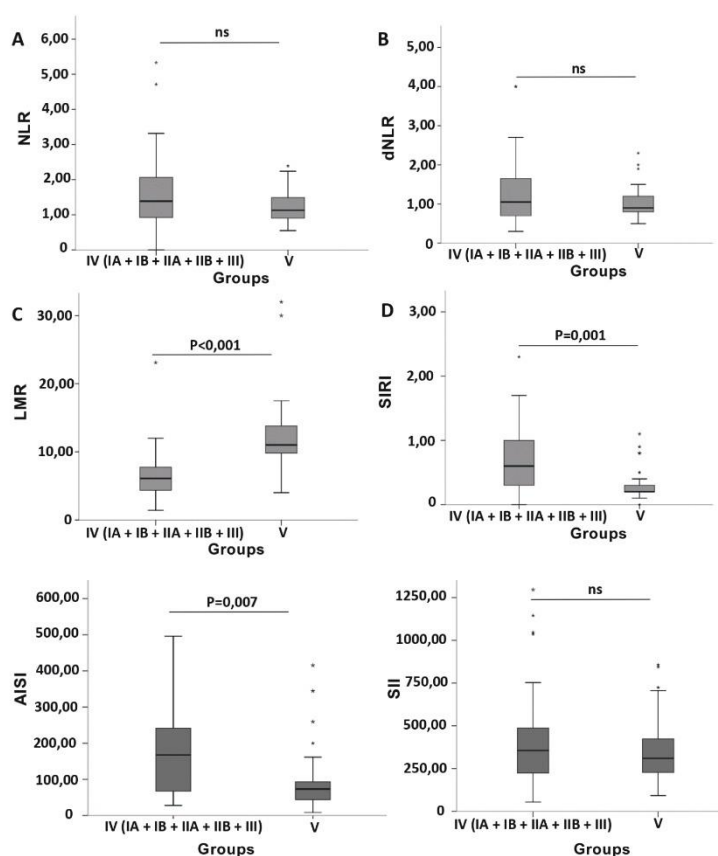 A
NLR
ns
6,00
5,00
4,00
3,00
2,00
1,00
0
IV (IA + IB + IIA + IIB + III) V
Groups
B
dNLR
ns
5,00
4,00
3,00
2,00
1,00
0
IV (IA + IB + IIA + IIB + III) V
Groups
C
LMR
P<0,001
30,00
20,00
10,00
0
IV (IA + IB + IIA + IIB + III) V
Groups
D
SIRI
P=0,001
3,00
2,00
1,00
0
IV (IA + IB + IIA + IIB + III) V
Groups
AISI
P=0,007
600,00
500,00
400,00
300,00
200,00
100,00
0
IV (IA + IB + IIA + IIB + III) V
Groups
SII
ns
1250,00
1000,00
750,00
500,00
250,00
0
IV (IA + IB + IIA + IIB + III) V
Groups